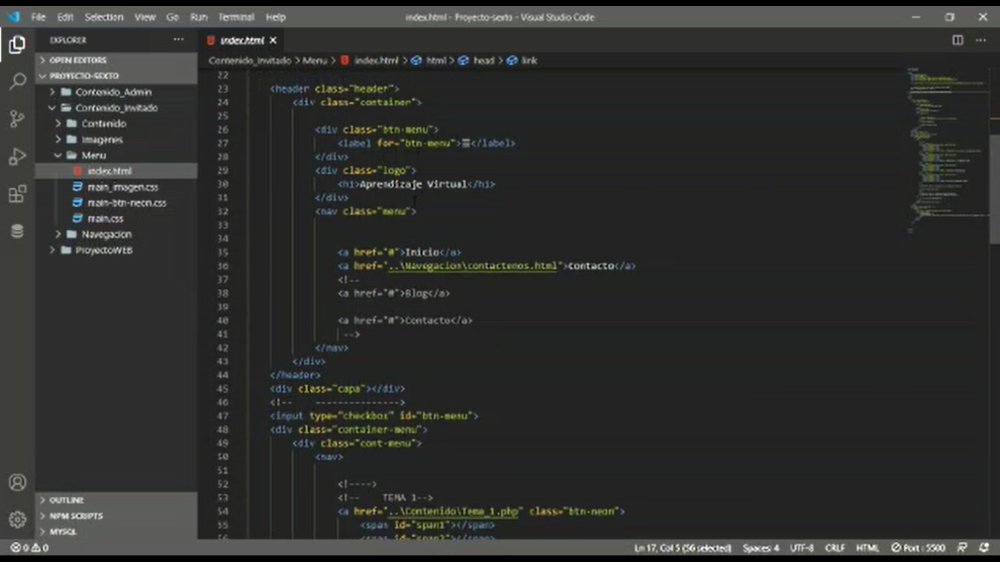 File Edit Selection View Go Run Terminal Help
index.html - Proyecto-sexto - Visual Studio Code
EXPLORER
OPEN EDITORS
PROYECTO-SEXTO
Contenido_Admin
Contenido_Invitado
Contenido
Imagenes
Menu
index.html
main_imagen.css
main-btn-neon.css
main.css
Navegacion
ProyectoWEB
OUTLINE
NPM SCRIPTS
MYSQL
index.html
Contenido_Invitado > Menu > index.html > html > head > link
22
23 <header class="header">
24 <div class="container">
25
26 <div class="btn-menu">
27 <label for="btn-menu">☰</label>
28 </div>
29 <div class="logo">
30 <h1>Aprendizaje Virtual</h1>
31 </div>
32 <nav class="menu">
33
34
35 <a href="#">Inicio</a>
36 <a href="..\Navegacion\contactenos.html">Contacto</a>
37 <!--
38 <a href="#">Blog</a>
39
40 <a href="#">Contacto</a>
41 -->
42 </nav>
43 </div>
44 </header>
45 <div class="capa"></div>
46 <!-- --------------->
47 <input type="checkbox" id="btn-menu">
48 <div class="container-menu">
49 <div class="cont-menu">
50 <nav>
51
52 <!---->
53 <!-- TEMA 1-->
54 <a href="..\Contenido\Tema_1.php" class="btn-neon">
55 <span id="span1"></span>
56 <span id="span2"></span>
0 0
Ln 17, Col 5 (56 selected) Spaces: 4 UTF-8 CRLF HTML Port : 5500